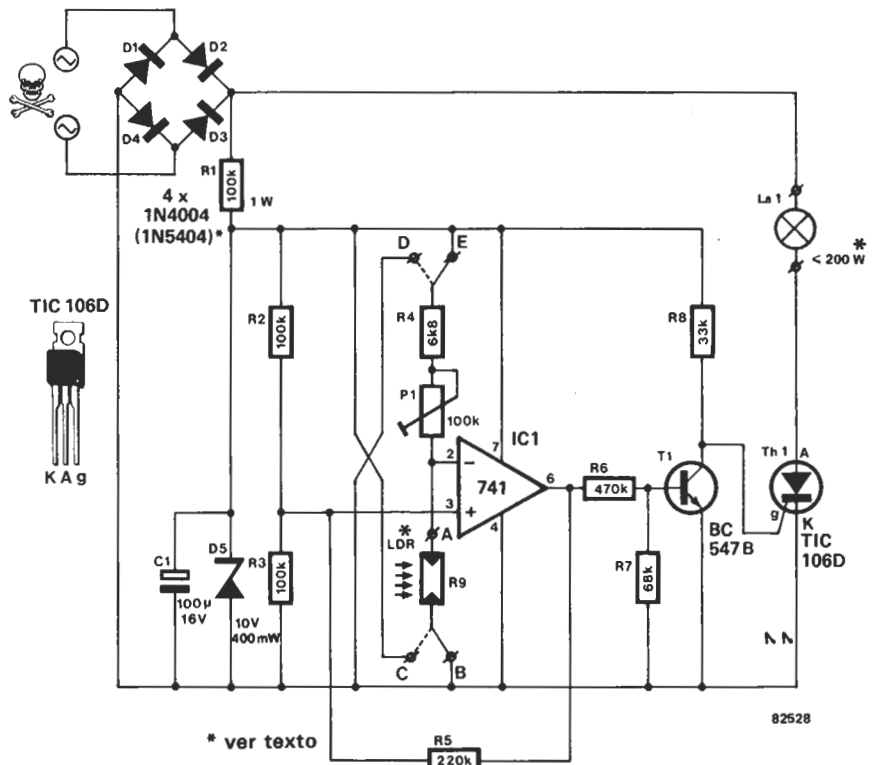 D1
D2
D4
D3
R1
100k
1 W
4 x
1N4004
(1N5404)*
TIC 106D
K A g
R2
100k
D
E
R4
6k8
P1
100k
IC1
7
2
−
741
3
+
4
6
A
*
LDR
R9
C
B
R3
100k
C1
100µ
16V
D5
10V
400mW
R5
220k
R6
470k
R7
68k
R8
33k
T1
BC
547B
La 1
*
< 200 W
Th 1
A
g
K
TIC
106D
82528
* ver texto